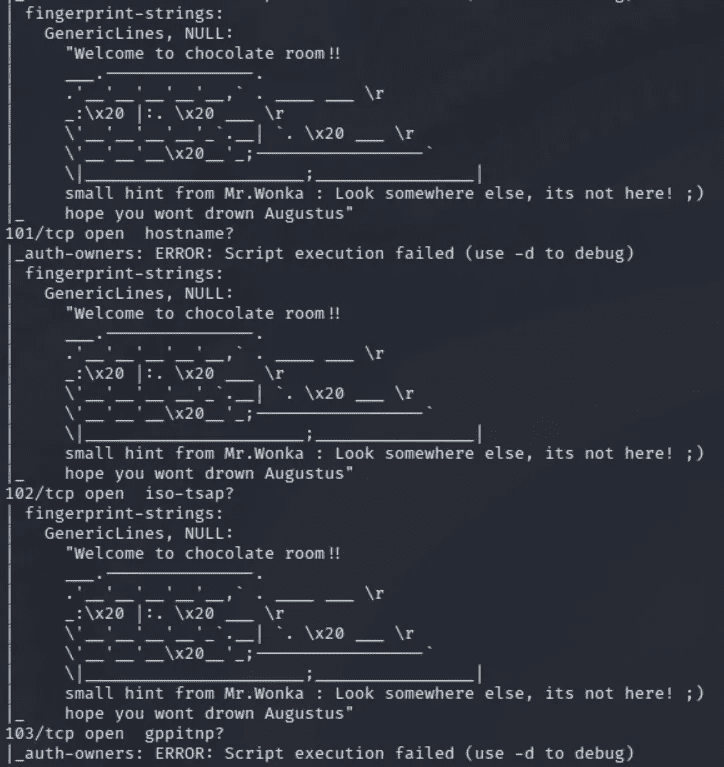 | fingerprint-strings:
|   GenericLines, NULL:
|     "Welcome to chocolate room!!
|     ___.---------------.
|     .'__'__'__'__'__,` . ____ ___ \r
|     _:\x20 |:. \x20 ___ \r
|     \'__'__'__'__'_`.__| `. \x20 ___ \r
|     \'__'__'__\x20__'_;-----------------`
|     \|______________________;________________|
|     small hint from Mr.Wonka : Look somewhere else, its not here! ;)
|_    hope you wont drown Augustus"
101/tcp open  hostname?
|_auth-owners: ERROR: Script execution failed (use -d to debug)
| fingerprint-strings:
|   GenericLines, NULL:
|     "Welcome to chocolate room!!
|     ___.---------------.
|     .'__'__'__'__'__,` . ____ ___ \r
|     _:\x20 |:. \x20 ___ \r
|     \'__'__'__'__'_`.__| `. \x20 ___ \r
|     \'__'__'__\x20__'_;-----------------`
|     \|______________________;________________|
|     small hint from Mr.Wonka : Look somewhere else, its not here! ;)
|_    hope you wont drown Augustus"
102/tcp open  iso-tsap?
| fingerprint-strings:
|   GenericLines, NULL:
|     "Welcome to chocolate room!!
|     ___.---------------.
|     .'__'__'__'__'__,` . ____ ___ \r
|     _:\x20 |:. \x20 ___ \r
|     \'__'__'__'__'_`.__| `. \x20 ___ \r
|     \'__'__'__\x20__'_;-----------------`
|     \|______________________;________________|
|     small hint from Mr.Wonka : Look somewhere else, its not here! ;)
|_    hope you wont drown Augustus"
103/tcp open  gppitnp?
|_auth-owners: ERROR: Script execution failed (use -d to debug)